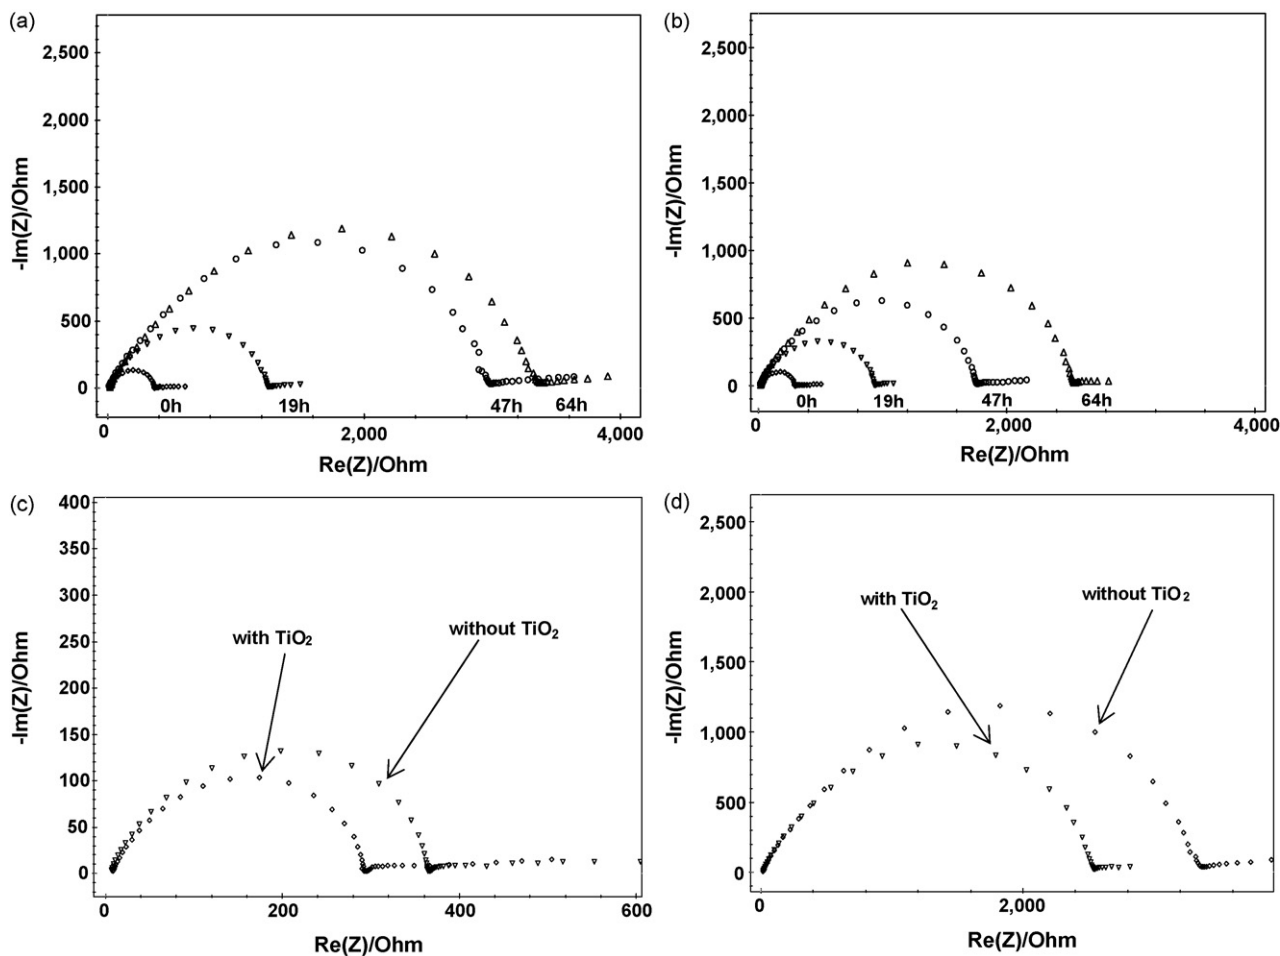 (a)
2,500
2,000
1,500
1,000
500
0
-Im(Z)/Ohm
0h
19h
47h
64h
0
2,000
4,000
Re(Z)/Ohm
(b)
2,500
2,000
1,500
1,000
500
0
-Im(Z)/Ohm
0h
19h
47h
64h
0
2,000
4,000
Re(Z)/Ohm
(c)
400
350
300
250
200
150
100
50
0
-Im(Z)/Ohm
with TiO2
without TiO2
0
200
400
600
Re(Z)/Ohm
(d)
2,500
2,000
1,500
1,000
500
0
-Im(Z)/Ohm
with TiO2
without TiO2
0
2,000
Re(Z)/Ohm